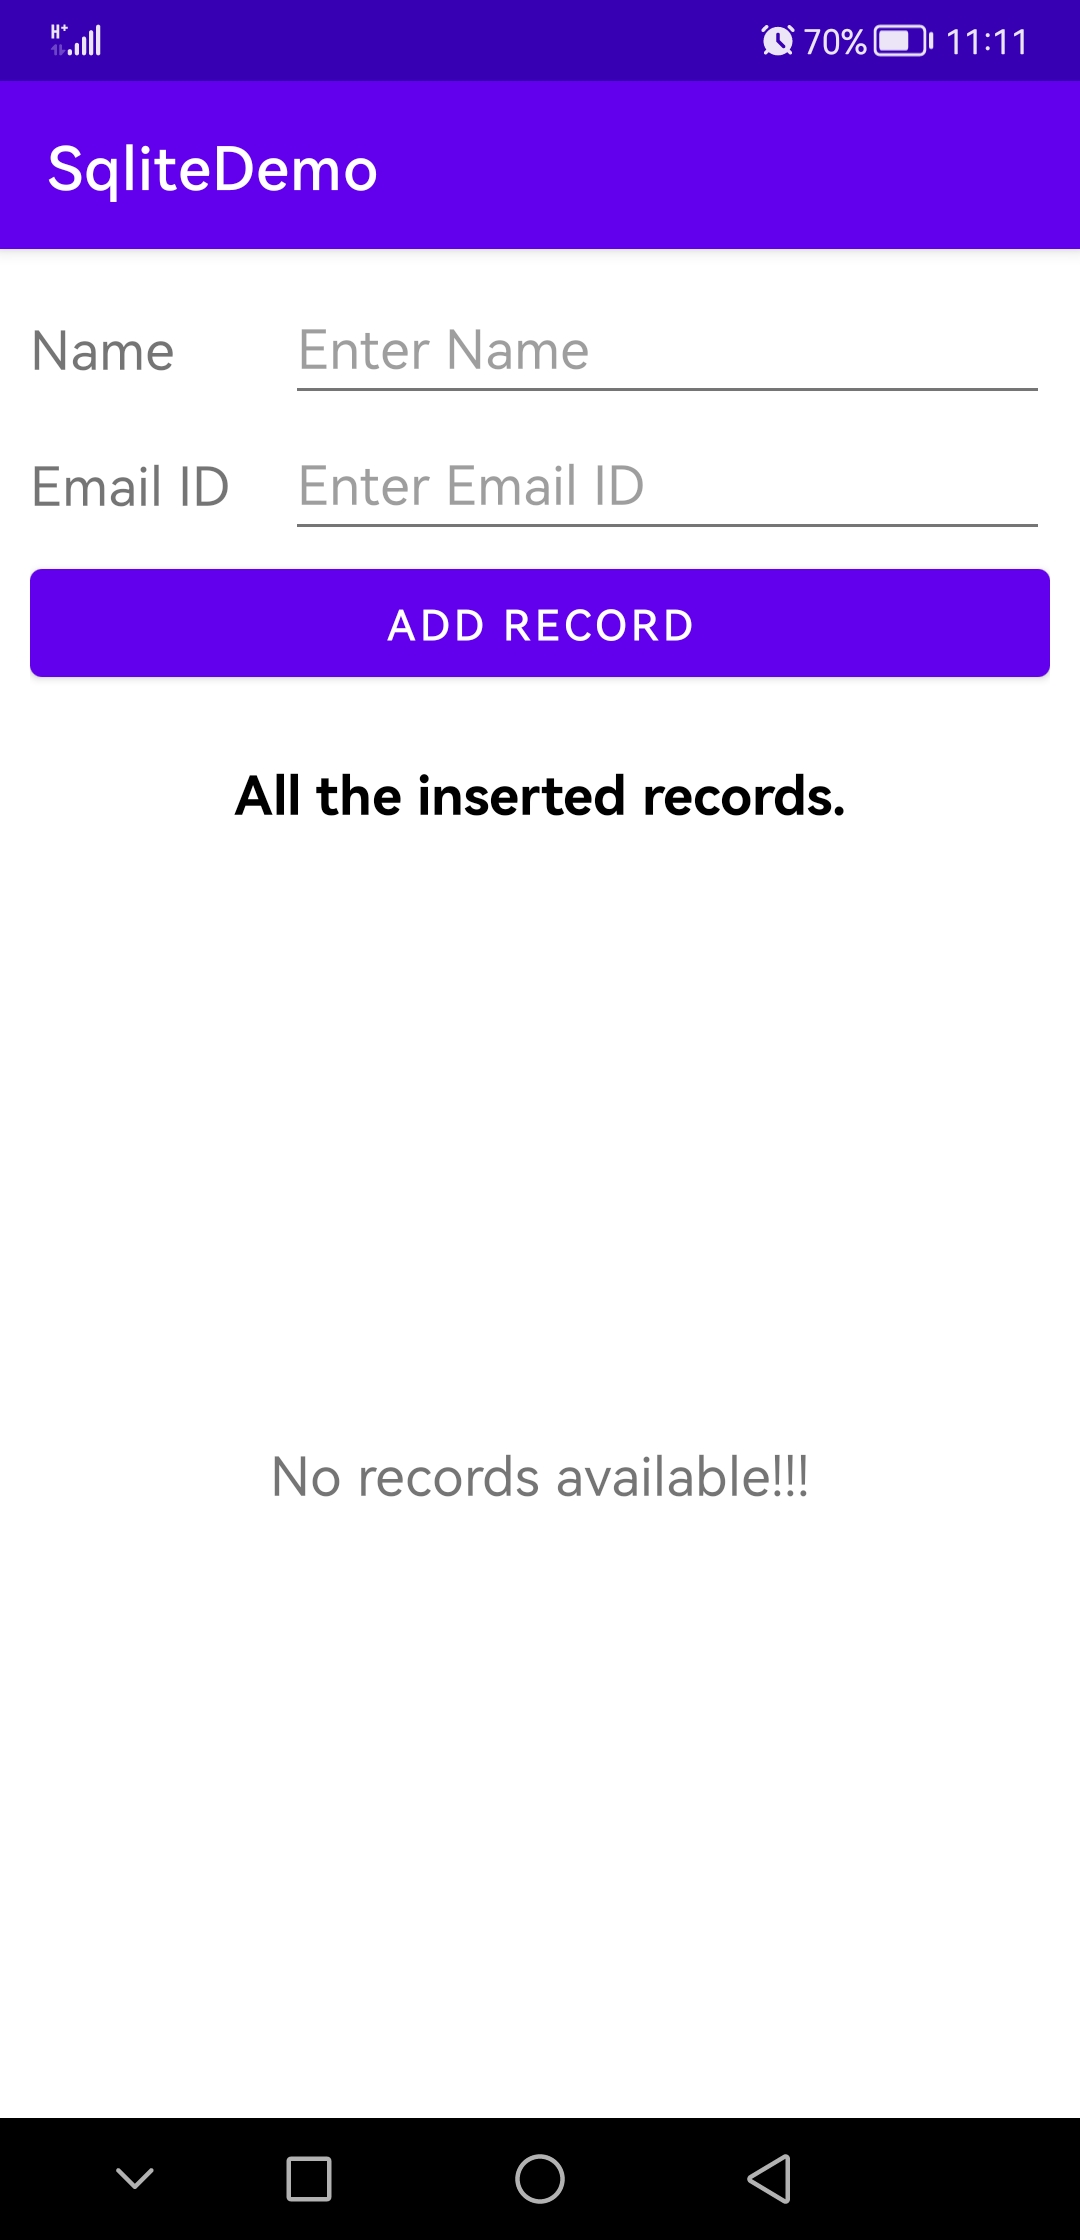 H+ 70% 11:11
SqliteDemo
Name Enter Name
Email ID Enter Email ID
ADD RECORD
All the inserted records.
No records available!!!